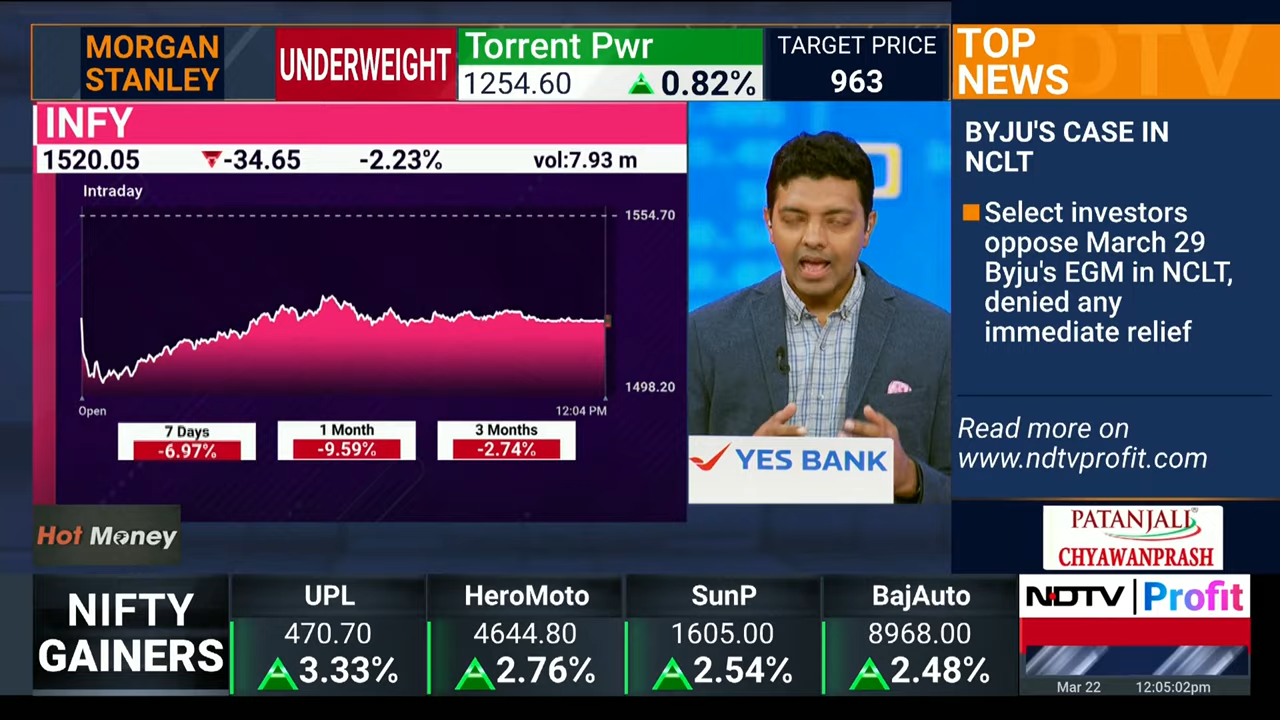 MORGAN
STANLEY
UNDERWEIGHT
Torrent Pwr
1254.60 0.82%
TARGET PRICE
963
TOP
NEWS
INFY
1520.05 -34.65 -2.23% vol:7.93 m
Intraday
1554.70
1498.20
Open 12:04 PM
7 Days 1 Month 3 Months
-6.97% -9.59% -2.74%
YES BANK
BYJU'S CASE IN
NCLT
Select investors
oppose March 29
Byju's EGM in NCLT,
denied any
immediate relief
Read more on
www.ndtvprofit.com
Hot Money
PATANJALI
CHYAWANPRASH
NIFTY
GAINERS
UPL HeroMoto SunP BajAuto
470.70 4644.80 1605.00 8968.00
3.33% 2.76% 2.54% 2.48%
NDTV Profit
Mar 22 12:05:02pm